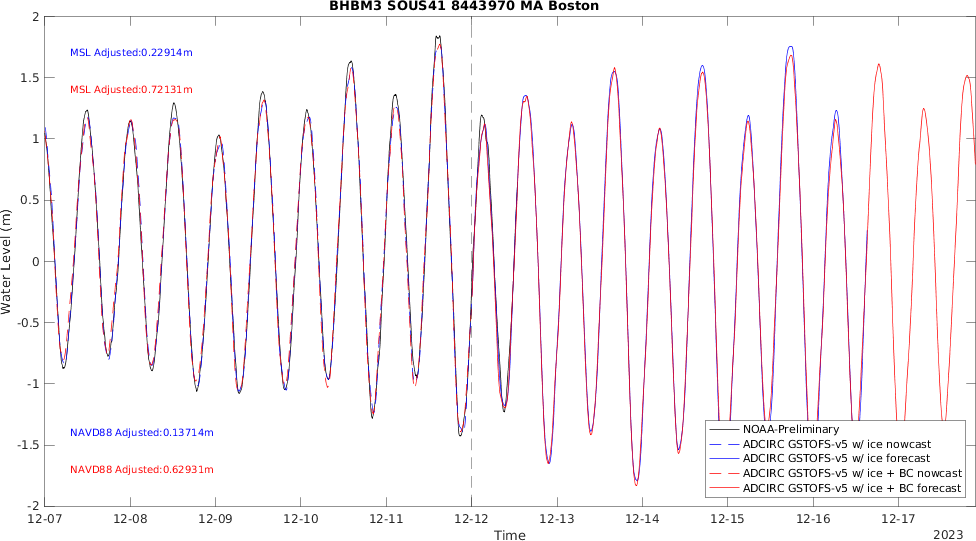 BHBM3 SOUS41 8443970 MA Boston
2
1.5
1
0.5
0
-0.5
-1
-1.5
-2
Water Level (m)
MSL Adjusted:0.22914m
MSL Adjusted:0.72131m
NAVD88 Adjusted:0.13714m
NAVD88 Adjusted:0.62931m
NOAA-Preliminary
ADCIRC GSTOFS-v5 w/ ice nowcast
ADCIRC GSTOFS-v5 w/ ice forecast
ADCIRC GSTOFS-v5 w/ ice + BC nowcast
ADCIRC GSTOFS-v5 w/ ice + BC forecast
12-07 12-08 12-09 12-10 12-11 12-12 12-13 12-14 12-15 12-16 12-17
Time
2023